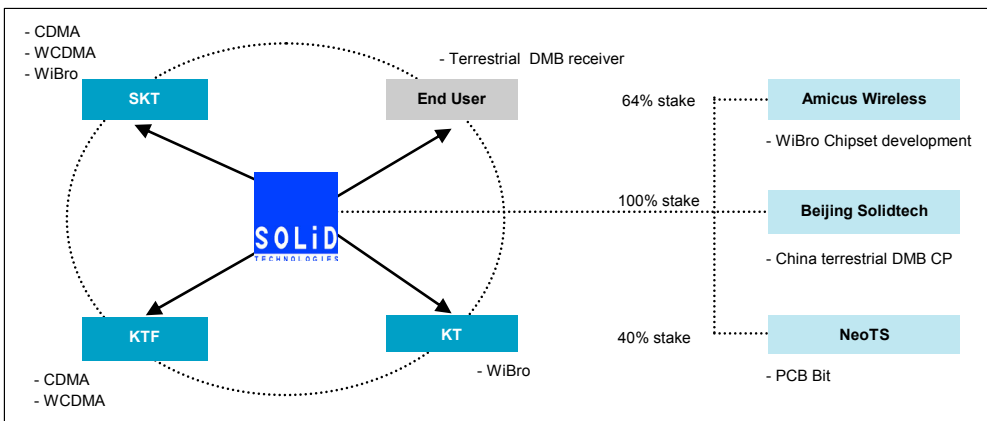 - CDMA
- WCDMA
- WiBro
SKT
- Terrestrial DMB receiver
End User
64% stake
Amicus Wireless
- WiBro Chipset development
SOLiD
TECHNOLOGIES
100% stake
Beijing Solidtech
- China terrestrial DMB CP
KTF
- CDMA
- WCDMA
KT
- WiBro
40% stake
NeoTS
- PCB Bit